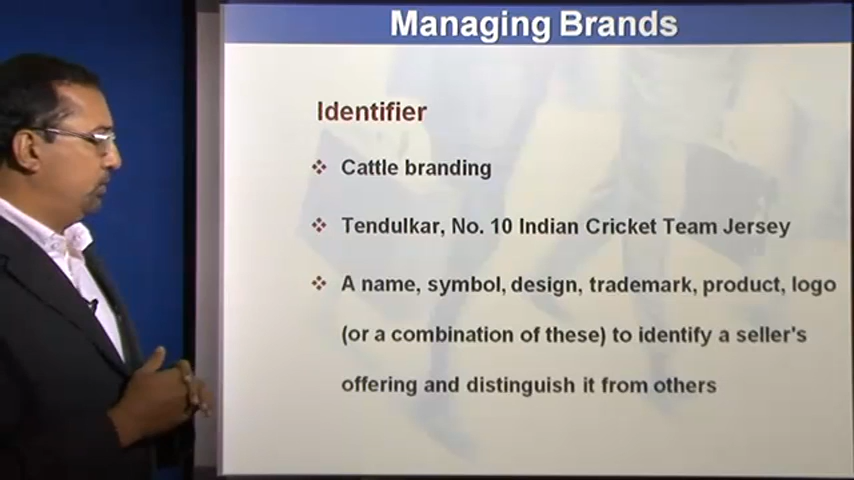 Managing Brands
Identifier
Cattle branding
Tendulkar, No. 10 Indian Cricket Team Jersey
A name, symbol, design, trademark, product, logo
(or a combination of these) to identify a seller's
offering and distinguish it from others